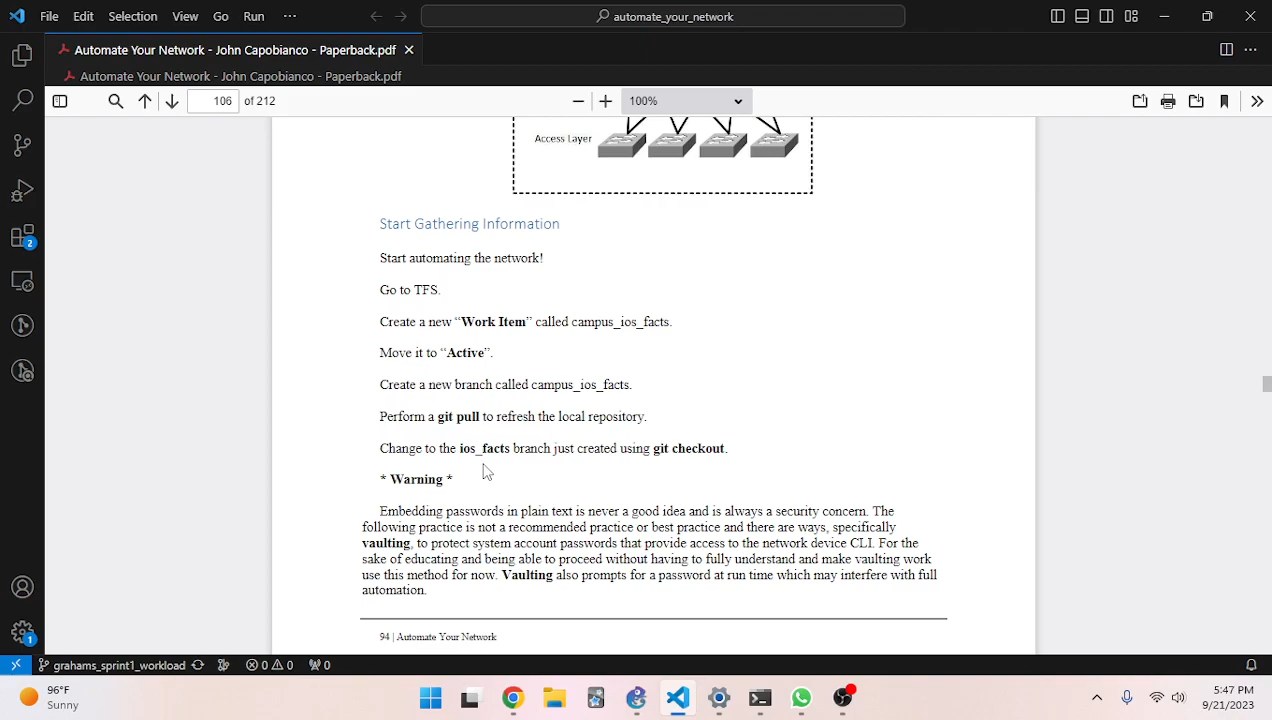 File Edit Selection View Go Run ··· automate_your_network
Automate Your Network - John Capobianco - Paperback.pdf
Automate Your Network - John Capobianco - Paperback.pdf
106 of 212 100%
Access Layer
Start Gathering Information
Start automating the network!
Go to TFS.
Create a new “Work Item” called campus_ios_facts.
Move it to “Active”.
Create a new branch called campus_ios_facts.
Perform a git pull to refresh the local repository.
Change to the ios_facts branch just created using git checkout.
* Warning *
Embedding passwords in plain text is never a good idea and is always a security concern. The
following practice is not a recommended practice or best practice and there are ways, specifically
vaulting, to protect system account passwords that provide access to the network device CLI. For the
sake of educating and being able to proceed without having to fully understand and make vaulting work
use this method for now. Vaulting also prompts for a password at run time which may interfere with full
automation.
94 | Automate Your Network
2
1
grahams_sprint1_workload 0 0 0
96°F
Sunny
5:47 PM
9/21/2023